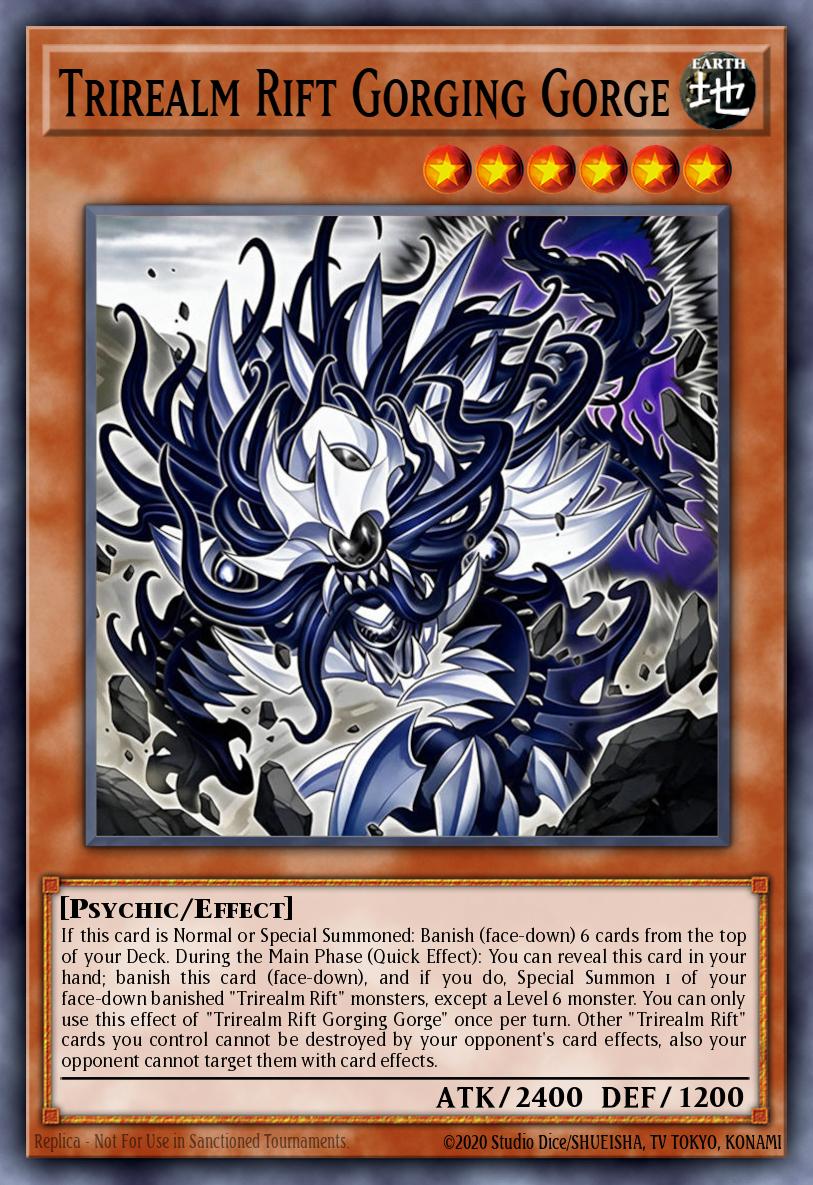 Trirealm Rift Gorging Gorge
EARTH
地
[Psychic/Effect]
If this card is Normal or Special Summoned: Banish (face-down) 6 cards from the top
of your Deck. During the Main Phase (Quick Effect): You can reveal this card in your
hand; banish this card (face-down), and if you do, Special Summon 1 of your
face-down banished "Trirealm Rift" monsters, except a Level 6 monster. You can only
use this effect of "Trirealm Rift Gorging Gorge" once per turn. Other "Trirealm Rift"
cards you control cannot be destroyed by your opponent's card effects, also your
opponent cannot target them with card effects.
ATK/2400 DEF/1200
Replica - Not For Use in Sanctioned Tournaments.
©2020 Studio Dice/SHUEISHA, TV TOKYO, KONAMI